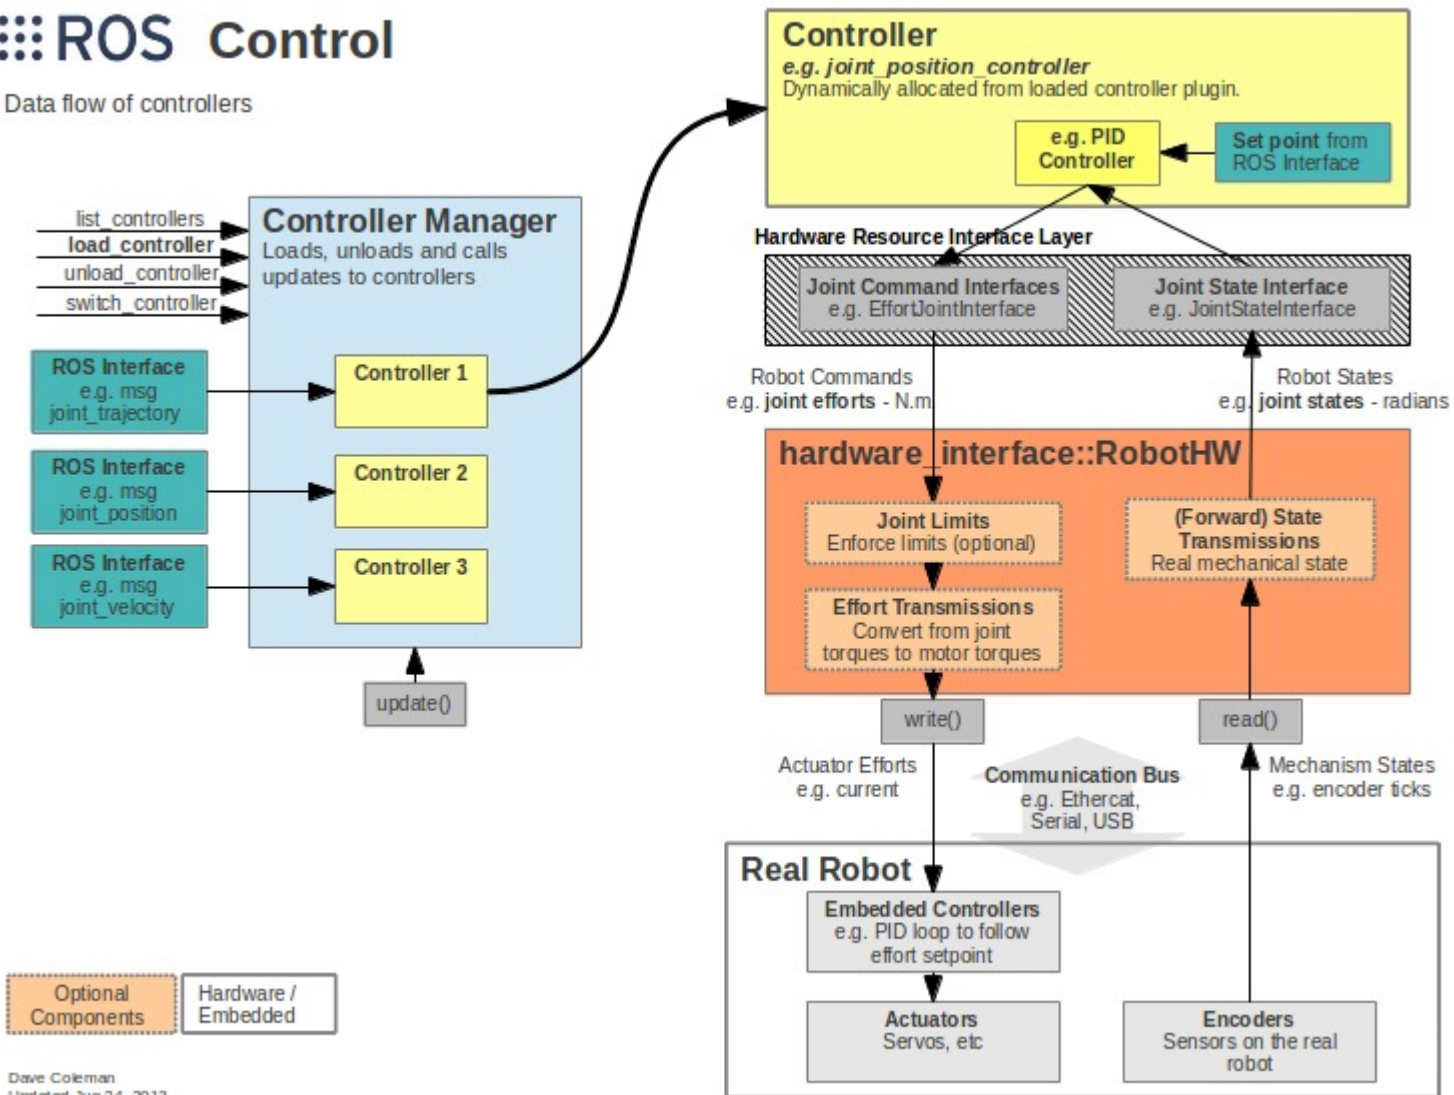 ROS Control
Data flow of controllers
list_controllers
load_controller
unload_controller
switch_controller
Controller Manager
Loads, unloads and calls
updates to controllers
ROS Interface
e.g. msg
joint_trajectory
Controller 1
ROS Interface
e.g. msg
joint_position
Controller 2
ROS Interface
e.g. msg
joint_velocity
Controller 3
update()
Controller
e.g. joint_position_controller
Dynamically allocated from loaded controller plugin.
e.g. PID
Controller
Set point from
ROS Interface
Hardware Resource Interface Layer
Joint Command Interfaces
e.g. EffortJointInterface
Joint State Interface
e.g. JointStateInterface
Robot Commands
e.g. joint efforts - N.m
Robot States
e.g. joint states - radians
hardware_interface::RobotHW
Joint Limits
Enforce limits (optional)
Effort Transmissions
Convert from joint
torques to motor torques
(Forward) State
Transmissions
Real mechanical state
write()
read()
Actuator Efforts
e.g. current
Communication Bus
e.g. Ethercat,
Serial, USB
Mechanism States
e.g. encoder ticks
Real Robot
Embedded Controllers
e.g. PID loop to follow
effort setpoint
Actuators
Servos, etc
Encoders
Sensors on the real
robot
Optional
Components
Hardware /
Embedded
Dave Coleman
Updated Jun 24, 2013